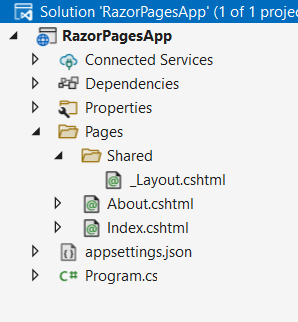 Solution 'RazorPagesApp' (1 of 1 proje
RazorPagesApp
Connected Services
Dependencies
Properties
Pages
Shared
_Layout.cshtml
About.cshtml
Index.cshtml
appsettings.json
C# Program.cs